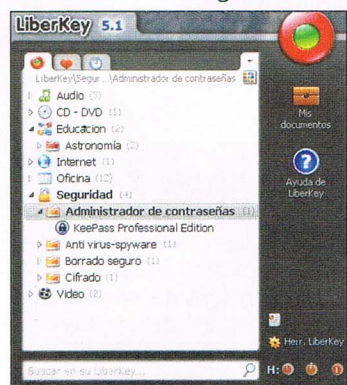 LiberKey 5.1
LiberKey\Segur...\Administrador de contraseñas
Audio (3)
CD - DVD (1)
Educacion (2)
Astronomía (2)
Internet (1)
Oficina (12)
Seguridad (4)
Administrador de contraseñas (1)
KeePass Professional Edition
Anti virus-spyware (1)
Borrado seguro (1)
Cifrado (1)
Video (2)
Buscar en su LiberKey...
Mis
documentos
Ayuda de
LiberKey
Herr. LiberKey
H: